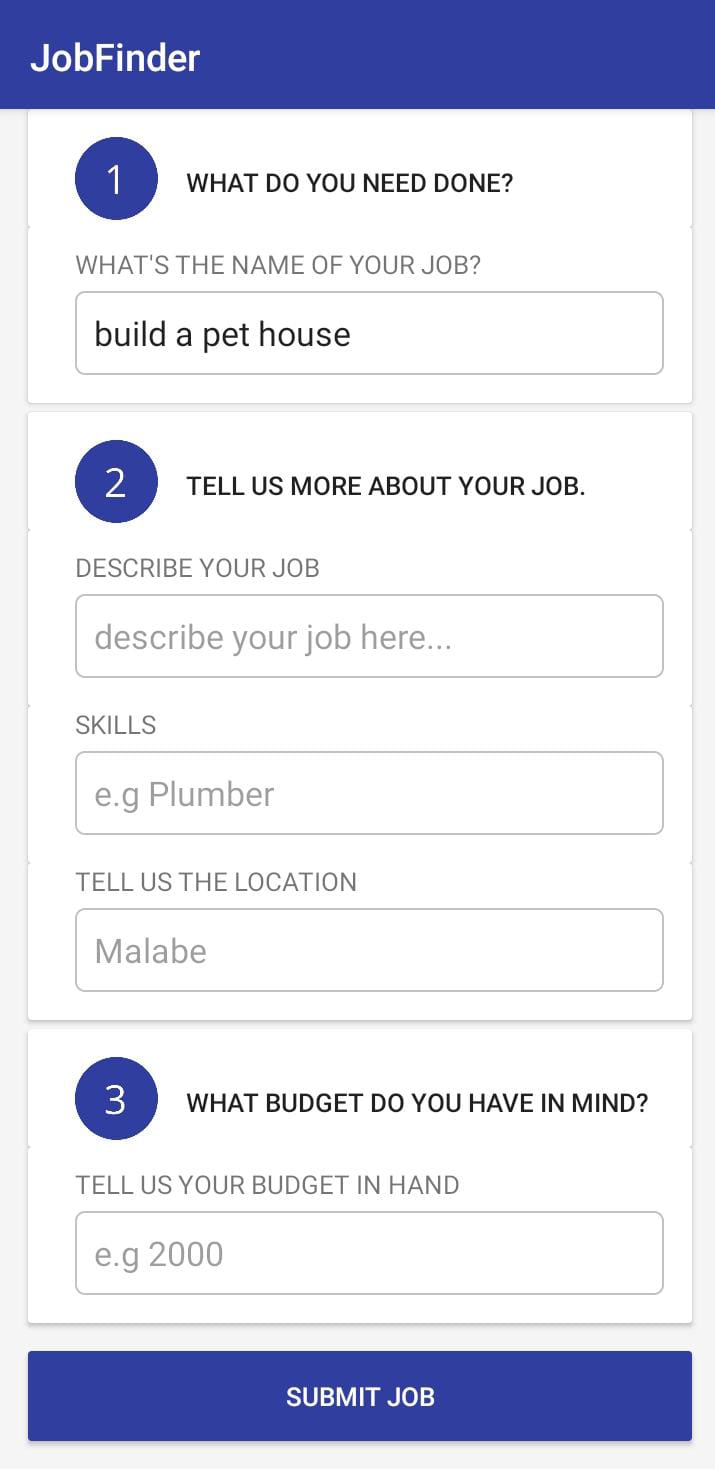 JobFinder
1
WHAT DO YOU NEED DONE?
WHAT'S THE NAME OF YOUR JOB?
build a pet house
2
TELL US MORE ABOUT YOUR JOB.
DESCRIBE YOUR JOB
describe your job here...
SKILLS
e.g Plumber
TELL US THE LOCATION
Malabe
3
WHAT BUDGET DO YOU HAVE IN MIND?
TELL US YOUR BUDGET IN HAND
e.g 2000
SUBMIT JOB